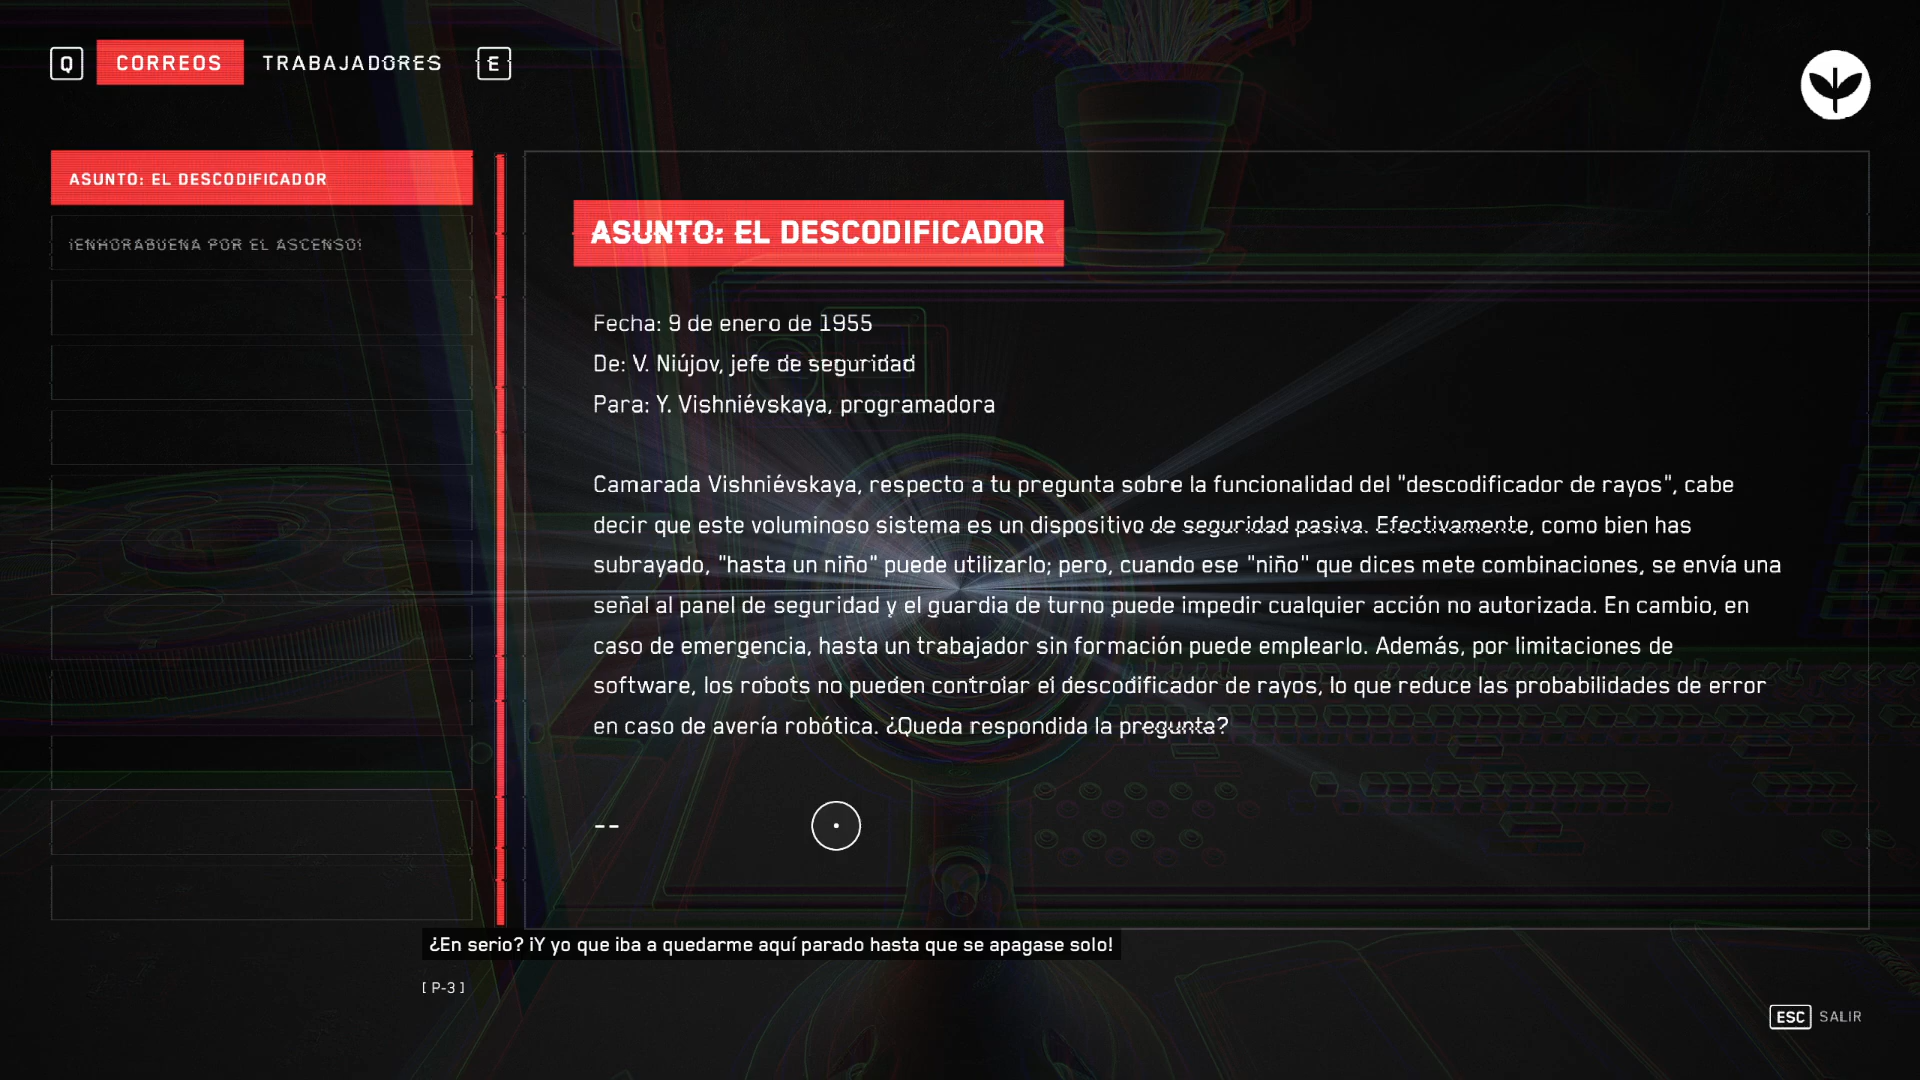 Q CORREOS TRABAJADORES E
ASUNTO: EL DESCODIFICADOR
¡ENHORABUENA POR EL ASCENSO!
ASUNTO: EL DESCODIFICADOR
Fecha: 9 de enero de 1955
De: V. Niújov, jefe de seguridad
Para: Y. Vishniévskaya, programadora
Camarada Vishniévskaya, respecto a tu pregunta sobre la funcionalidad del "descodificador de rayos", cabe
decir que este voluminoso sistema es un dispositivo de seguridad pasiva. Efectivamente, como bien has
subrayado, "hasta un niño" puede utilizarlo; pero, cuando ese "niño" que dices mete combinaciones, se envía una
señal al panel de seguridad y el guardia de turno puede impedir cualquier acción no autorizada. En cambio, en
caso de emergencia, hasta un trabajador sin formación puede emplearlo. Además, por limitaciones de
software, los robots no pueden controlar el descodificador de rayos, lo que reduce las probabilidades de error
en caso de avería robótica. ¿Queda respondida la pregunta?
--
¿En serio? ¡Y yo que iba a quedarme aquí parado hasta que se apagase solo!
[ P-3 ]
ESC SALIR